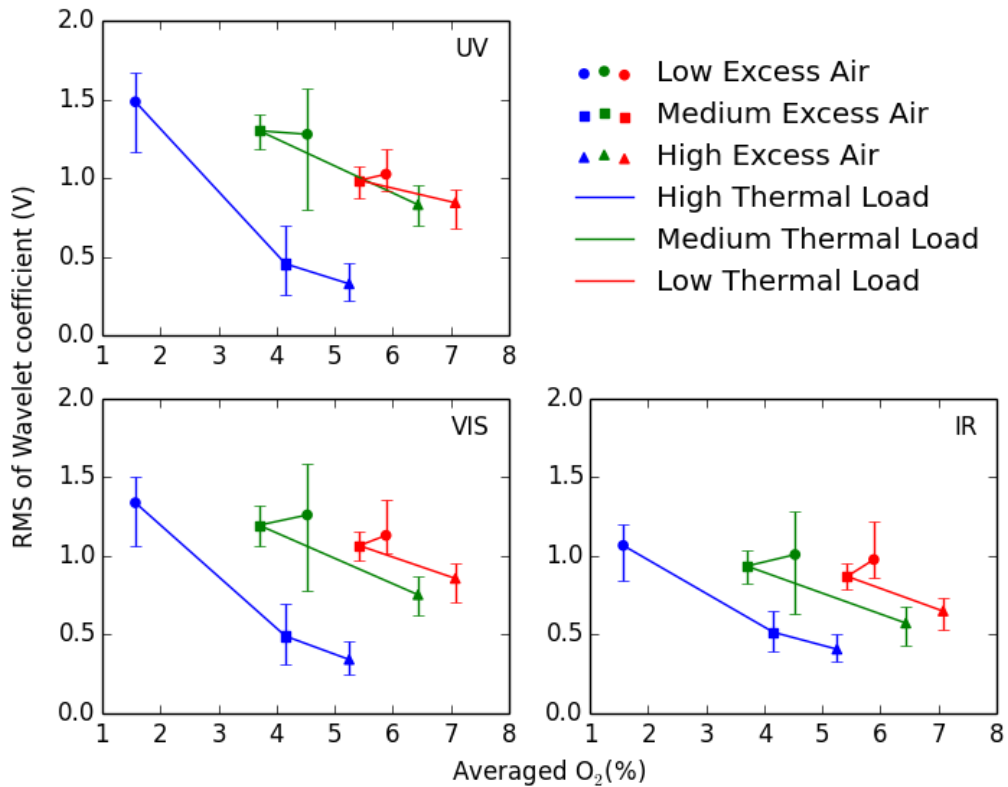 RMS of Wavelet coefficient (V)
2.0
1.5
1.0
0.5
0.0
UV
1 2 3 4 5 6 7 8
Low Excess Air
Medium Excess Air
High Excess Air
High Thermal Load
Medium Thermal Load
Low Thermal Load
2.0
1.5
1.0
0.5
0.0
VIS
1 2 3 4 5 6 7 8
2.0
1.5
1.0
0.5
0.0
IR
1 2 3 4 5 6 7 8
Averaged O₂(%)